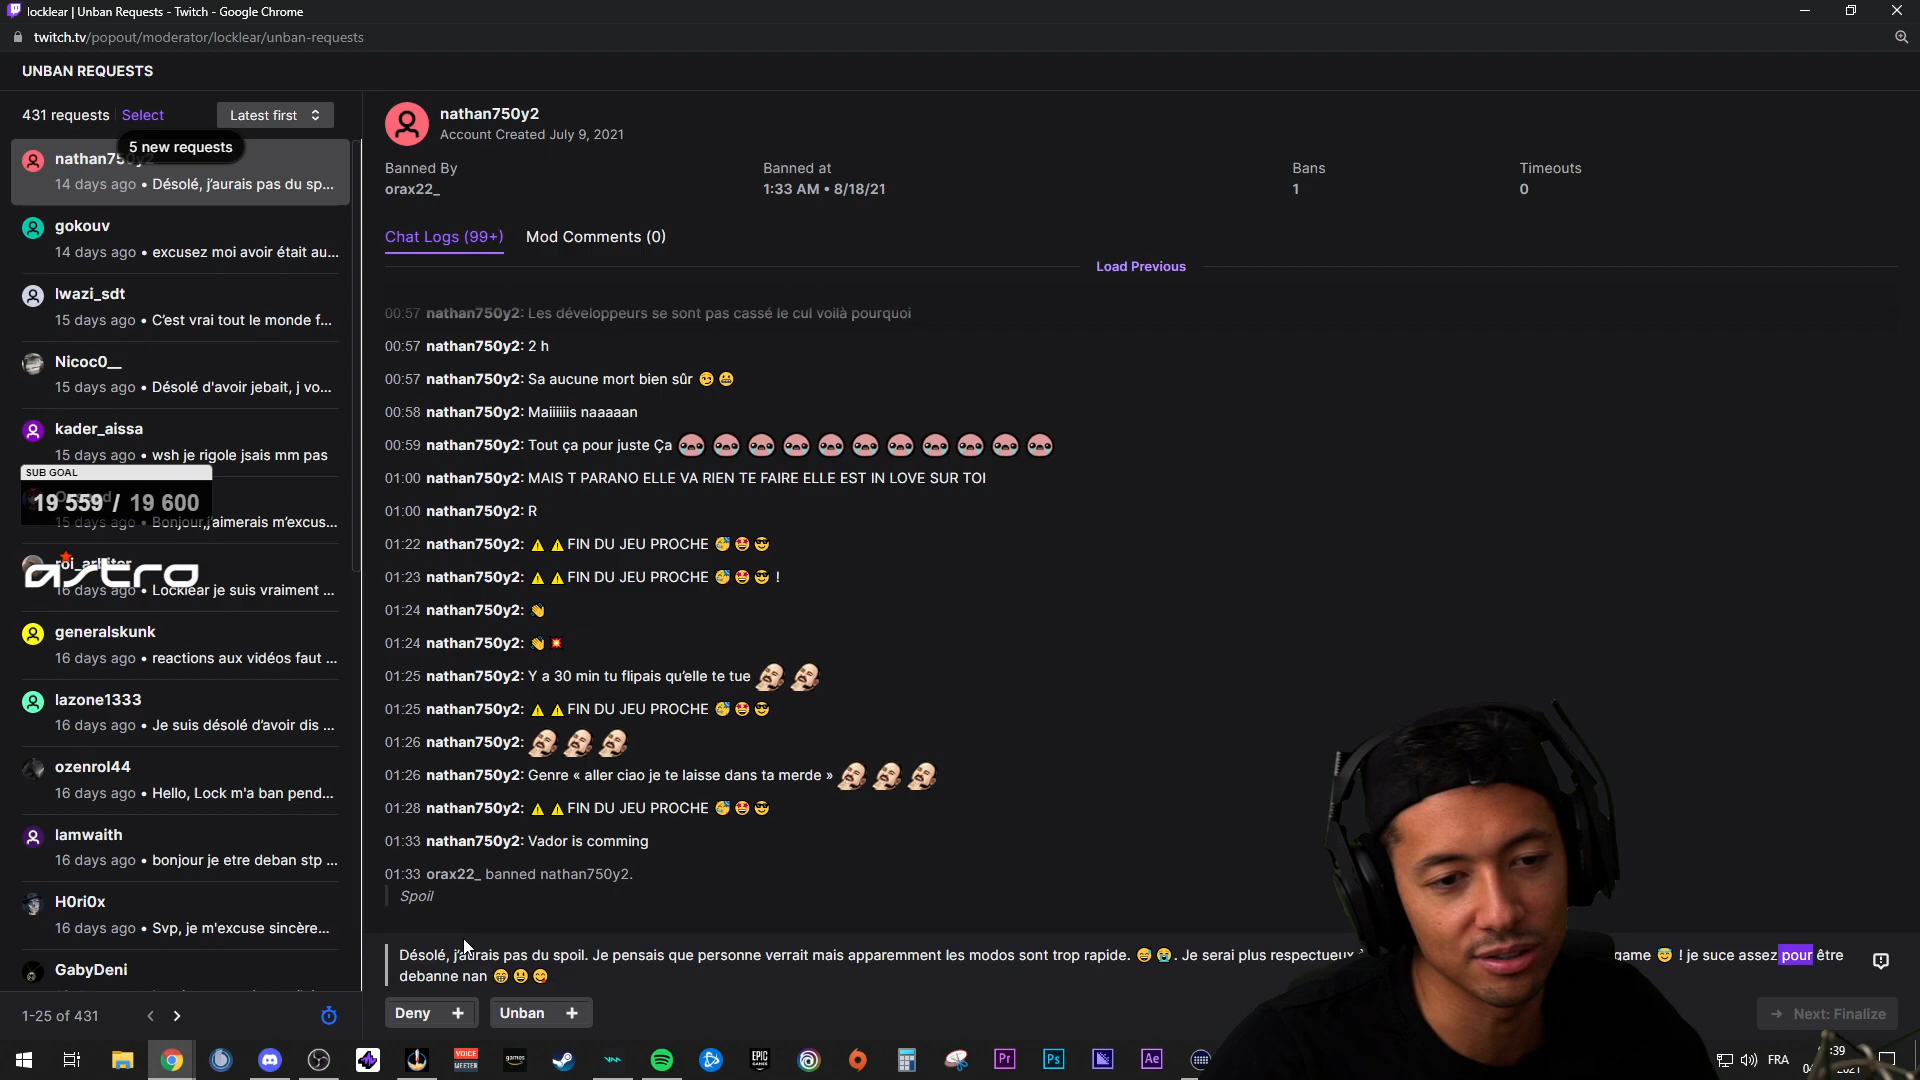 locklear | Unban Requests - Twitch - Google Chrome
twitch.tv/popout/moderator/locklear/unban-requests
UNBAN REQUESTS
431 requests Select Latest first
5 new requests
nathan750y2
14 days ago • Désolé, j'aurais pas du sp...
gokouv
14 days ago • excusez moi avoir était au...
lwazi_sdt
15 days ago • C'est vrai tout le monde f...
Nicoc0__
15 days ago • Désolé d'avoir jebait, j vo...
kader_aissa
15 days ago • wsh je rigole jsais mm pas
SUB GOAL
19 559 / 19 600
15 days ago • Bonjour,j'aimerais m'excus...
astro
16 days ago • Locklear je suis vraiment ...
generalskunk
16 days ago • reactions aux vidéos faut ...
lazone1333
16 days ago • Je suis désolé d'avoir dis ...
ozenrol44
16 days ago • Hello, Lock m'a ban pend...
lamwaith
16 days ago • bonjour je etre deban stp ...
H0ri0x
16 days ago • Svp, je m'excuse sincère...
GabyDeni
1-25 of 431
nathan750y2
Account Created July 9, 2021
Banned By Banned at Bans Timeouts
orax22_ 1:33 AM • 8/18/21 1 0
Chat Logs (99+) Mod Comments (0)
Load Previous
00:57 nathan750y2: Les développeurs se sont pas cassé le cul voilà pourquoi
00:57 nathan750y2: 2 h
00:57 nathan750y2: Sa aucune mort bien sûr 😏 😬
00:58 nathan750y2: Maiiiiiis naaaaan
00:59 nathan750y2: Tout ça pour juste Ça
01:00 nathan750y2: MAIS T PARANO ELLE VA RIEN TE FAIRE ELLE EST IN LOVE SUR TOI
01:00 nathan750y2: R
01:22 nathan750y2: ⚠️ ⚠️ FIN DU JEU PROCHE 🥳 🤩 😎
01:23 nathan750y2: ⚠️ ⚠️ FIN DU JEU PROCHE 🥳 🤩 😎 !
01:24 nathan750y2: 👏
01:24 nathan750y2: 👏 💥
01:25 nathan750y2: Y a 30 min tu flipais qu'elle te tue
01:25 nathan750y2: ⚠️ ⚠️ FIN DU JEU PROCHE 🥳 🤩 😎
01:26 nathan750y2:
01:26 nathan750y2: Genre « aller ciao je te laisse dans ta merde »
01:28 nathan750y2: ⚠️ ⚠️ FIN DU JEU PROCHE 🥳 🤩 😎
01:33 nathan750y2: Vador is comming
01:33 orax22_ banned nathan750y2.
Spoil
Désolé, j'aurais pas du spoil. Je pensais que personne verrait mais apparemment les modos sont trop rapide. 😅 😭. Je serai plus respectueux game 😇 ! je suce assez pour être
debanne nan 😁 😃 😋
Deny + Unban +
Next: Finalize
VOICE MEETER
games
EPIC GAMES
Pr Ps Ae
FRA